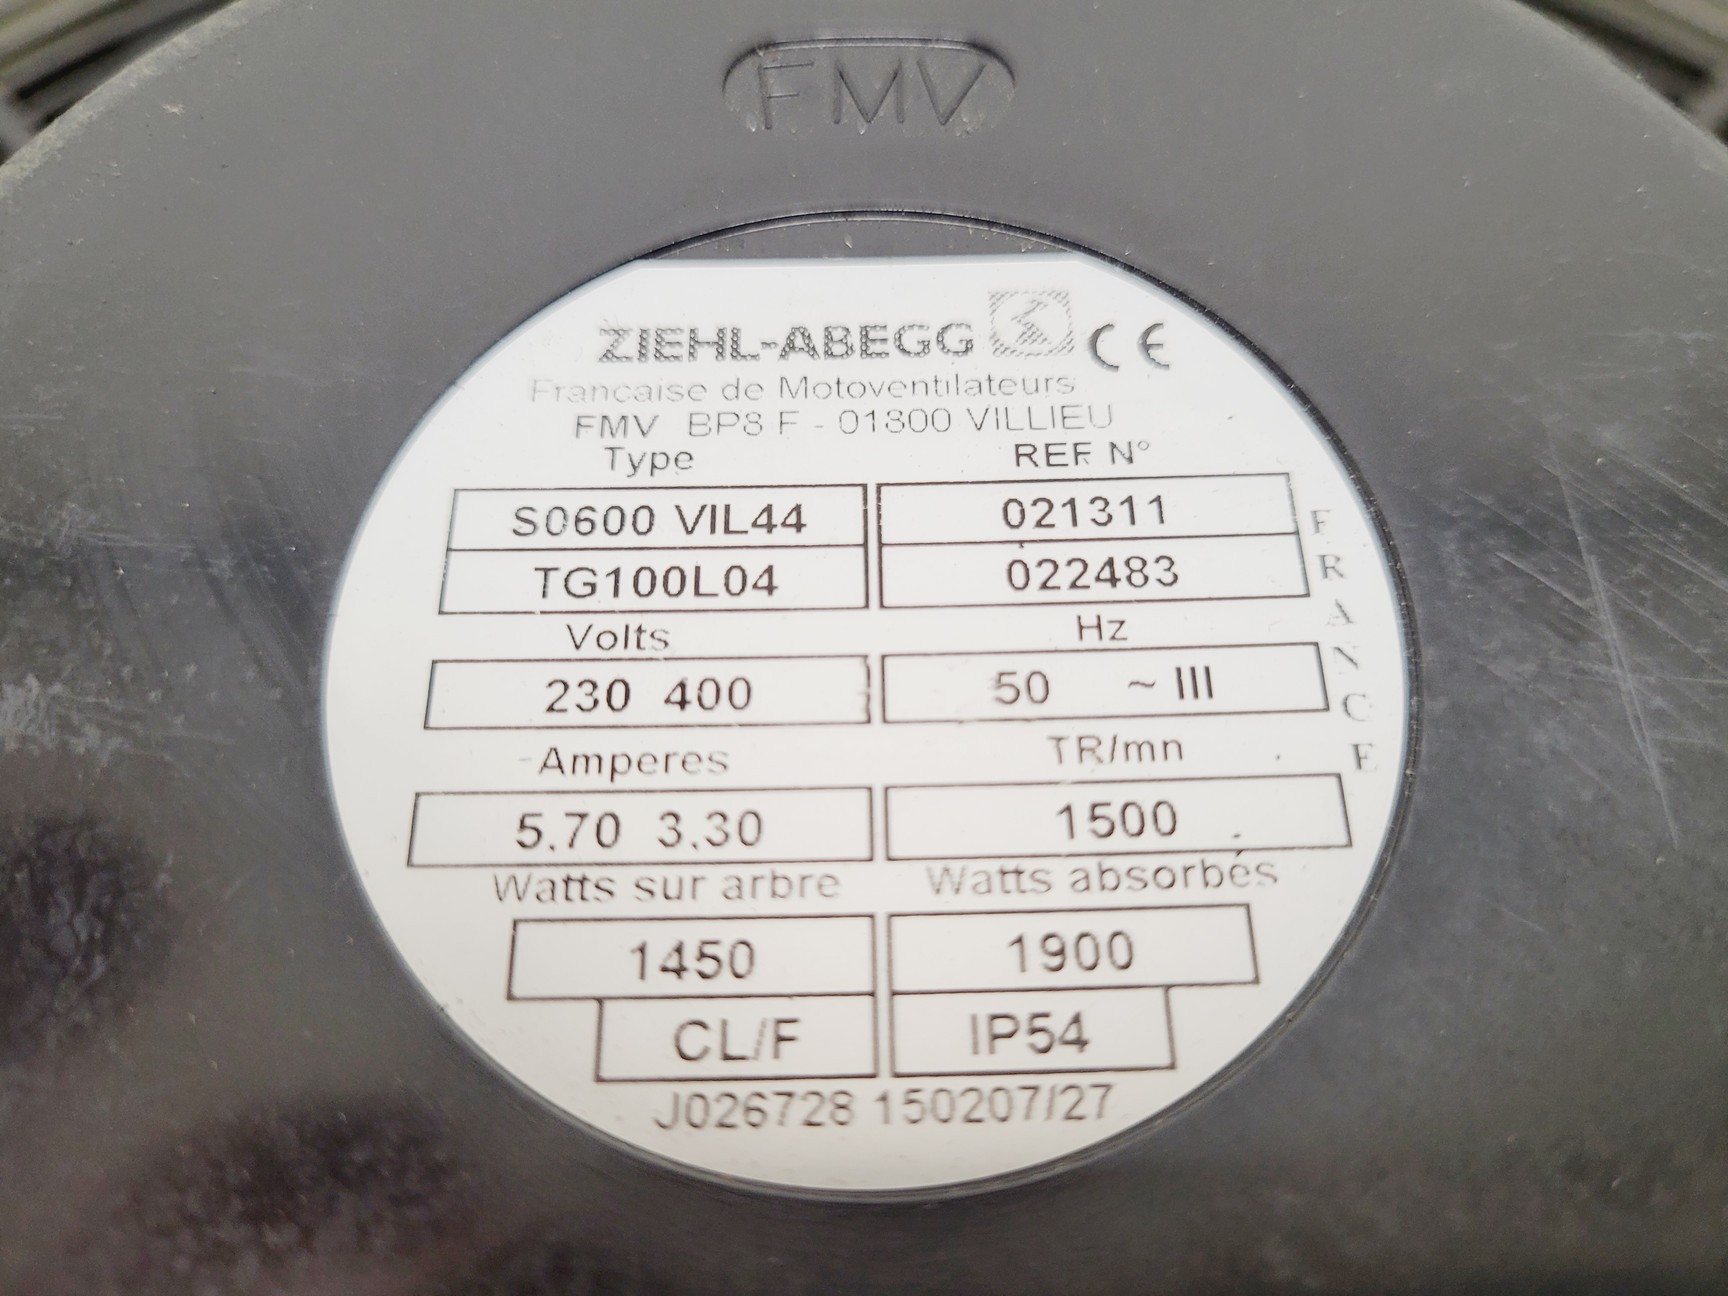 FMV
ZIEHL-ABEGG CE
Francaise de Motoventilateurs
FMV BP8 F - 01800 VILLIEU
Type REF. N°
S0600 VIL44 021311
TG100L04 022483
Volts Hz
230 400 50 ~ III
Amperes TR/mn
5,70 3,30 1500
Watts sur arbre Watts absorbés
1450 1900
CL/F IP54
J026728 150207/27
FRANCE